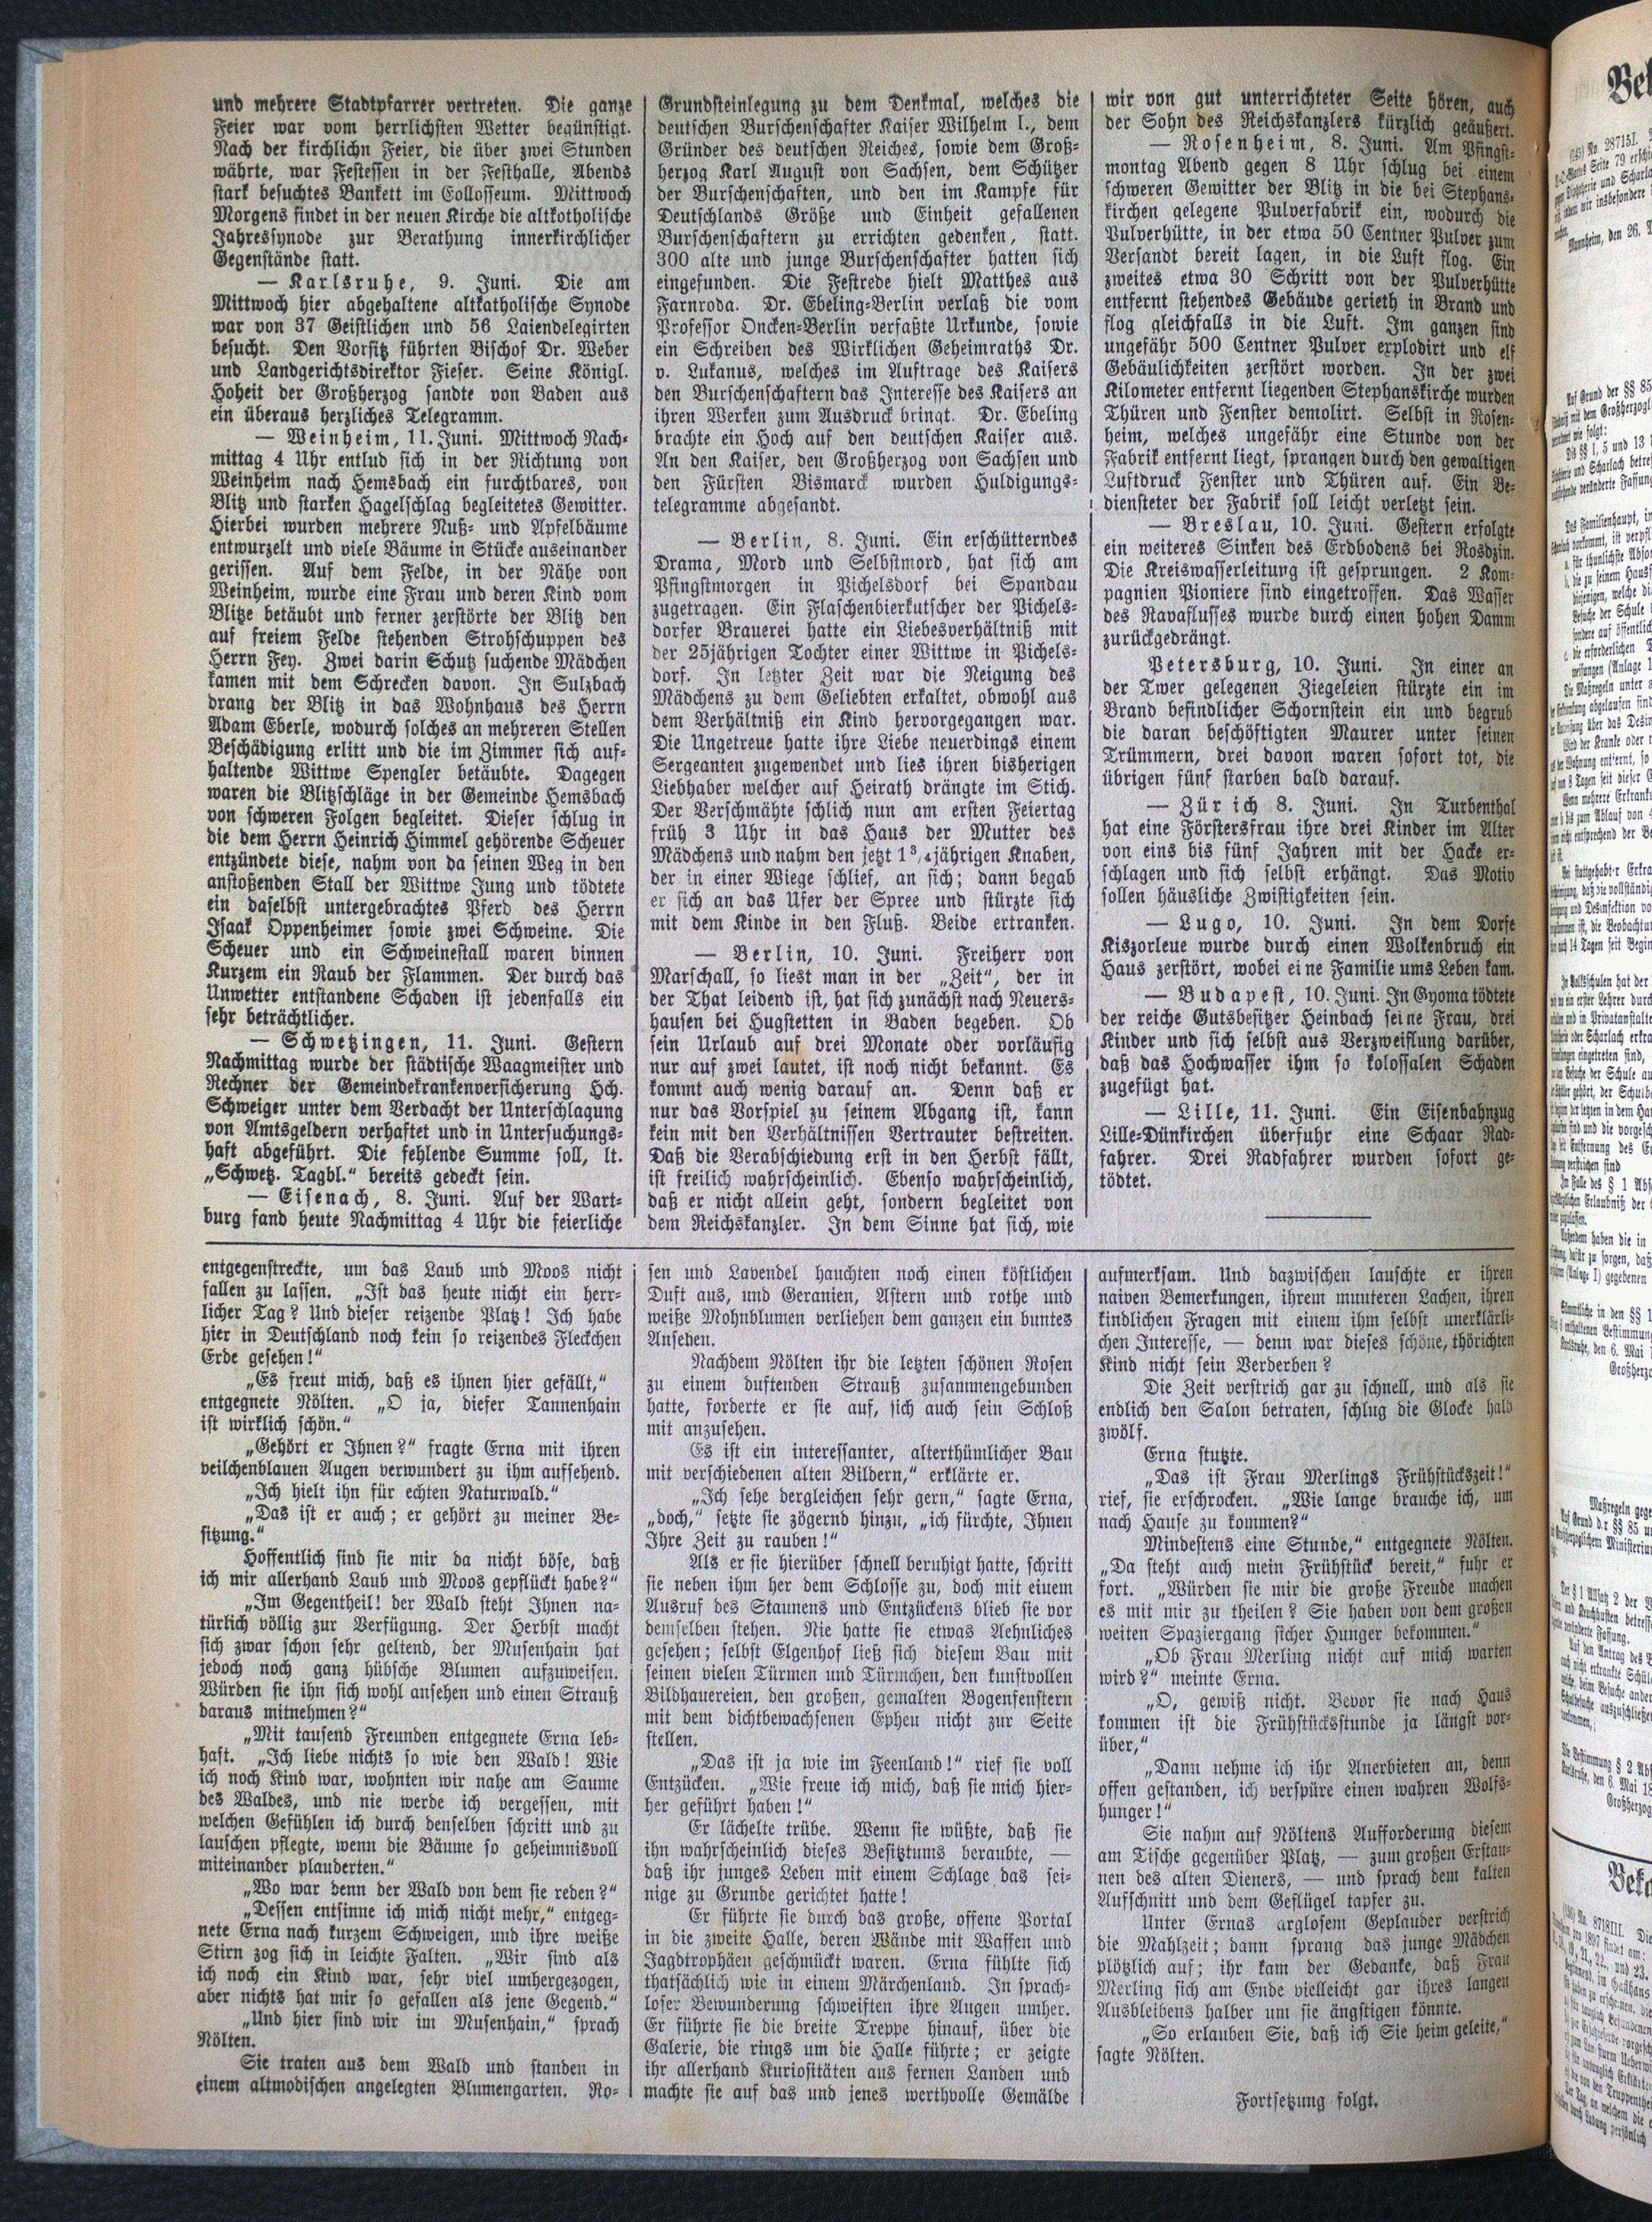 und mehrere Stadtpfarrer vertreten. Die ganze
Feier war vom herrlichsten Wetter begünstigt.
Nach der kirchlichn Feier, die über zwei Stunden
währte, war Festessen in der Festhalle, Abends
stark besuchtes Bankett im Collosseum. Mittwoch
Morgens findet in der neuen Kirche die altkotholische
Jahressynode zur Berathung innerkirchlicher
Gegenstände statt.
— Karlsruhe, 9. Juni. Die am
Mittwoch hier abgehaltene altkatholische Synode
war von 37 Geistlichen und 56 Laiendelegirten
besucht. Den Vorsitz führten Bischof Dr. Weber
und Landgerichtsdirektor Fieser. Seine Königl.
Hoheit der Großherzog sandte von Baden aus
ein überaus herzliches Telegramm.
— Weinheim, 11. Juni. Mittwoch Nach-
mittag 4 Uhr entlud sich in der Richtung von
Weinheim nach Hemsbach ein furchtbares, von
Blitz und starken Hagelschlag begleitetes Gewitter.
Hierbei wurden mehrere Nuß- und Apfelbäume
entwurzelt und viele Bäume in Stücke auseinander
gerissen. Auf dem Felde, in der Nähe von
Weinheim, wurde eine Frau und deren Kind vom
Blitze betäubt und ferner zerstörte der Blitz den
auf freiem Felde stehenden Strohschuppen des
Herrn Fey. Zwei darin Schutz suchende Mädchen
kamen mit dem Schrecken davon. In Sulzbach
drang der Blitz in das Wohnhaus des Herrn
Adam Eberle, wodurch solches an mehreren Stellen
Beschädigung erlitt und die im Zimmer sich auf-
haltende Wittwe Spengler betäubte. Dagegen
waren die Blitzschläge in der Gemeinde Hemsbach
von schweren Folgen begleitet. Dieser schlug in
die dem Herrn Heinrich Himmel gehörende Scheuer
entzündete diese, nahm von da seinen Weg in den
anstoßenden Stall der Wittwe Jung und tödtete
ein daselbst untergebrachtes Pferd des Herrn
Isaak Oppenheimer sowie zwei Schweine. Die
Scheuer und ein Schweinestall waren binnen
Kurzem ein Raub der Flammen. Der durch das
Unwetter entstandene Schaden ist jedenfalls ein
sehr beträchtlicher.
— Schwetzingen, 11. Juni. Gestern
Nachmittag wurde der städtische Waagmeister und
Rechner der Gemeindekrankenversicherung Hch.
Schweiger unter dem Verdacht der Unterschlagung
von Amtsgeldern verhaftet und in Untersuchungs-
haft abgeführt. Die fehlende Summe soll, lt.
„Schwetz. Tagbl.“ bereits gedeckt sein.
— Eisenach, 8. Juni. Auf der Wart-
burg fand heute Nachmittag 4 Uhr die feierliche
Grundsteinlegung zu dem Denkmal, welches die
deutschen Burschenschafter Kaiser Wilhelm I., dem
Gründer des deutschen Reiches, sowie dem Groß-
herzog Karl August von Sachsen, dem Schützer
der Burschenschaften, und den im Kampfe für
Deutschlands Größe und Einheit gefallenen
Burschenschaftern zu errichten gedenken, statt.
300 alte und junge Burschenschafter hatten sich
eingefunden. Die Festrede hielt Matthes aus
Farnroda. Dr. Ebeling-Berlin verlaß die vom
Professor Oncken-Berlin verfaßte Urkunde, sowie
ein Schreiben des Wirklichen Geheimraths Dr.
v. Lukanus, welches im Auftrage des Kaisers
den Burschenschaftern das Interesse des Kaisers an
ihren Werken zum Ausdruck bringt. Dr. Ebeling
brachte ein Hoch auf den deutschen Kaiser aus.
An den Kaiser, den Großherzog von Sachsen und
den Fürsten Bismarck wurden Huldigungs-
telegramme abgesandt.
— Berlin, 8. Juni. Ein erschütterndes
Drama, Mord und Selbstmord, hat sich am
Pfingstmorgen in Pichelsdorf bei Spandau
zugetragen. Ein Flaschenbierkutscher der Pichels-
dorfer Brauerei hatte ein Liebesverhältniß mit
der 25jährigen Tochter einer Wittwe in Pichels-
dorf. In letzter Zeit war die Neigung des
Mädchens zu dem Geliebten erkaltet, obwohl aus
dem Verhältniß ein Kind hervorgegangen war.
Die Ungetreue hatte ihre Liebe neuerdings einem
Sergeanten zugewendet und lies ihren bisherigen
Liebhaber welcher auf Heirath drängte im Stich.
Der Verschmähte schlich nun am ersten Feiertag
früh 3 Uhr in das Haus der Mutter des
Mädchens und nahm den jetzt 1³/₄jährigen Knaben,
der in einer Wiege schlief, an sich; dann begab
er sich an das Ufer der Spree und stürzte sich
mit dem Kinde in den Fluß. Beide ertranken.
— Berlin, 10. Juni. Freiherr von
Marschall, so liest man in der „Zeit“, der in
der That leidend ist, hat sich zunächst nach Neuers-
hausen bei Hugstetten in Baden begeben. Ob
sein Urlaub auf drei Monate oder vorläufig
nur auf zwei lautet, ist noch nicht bekannt. Es
kommt auch wenig darauf an. Denn daß er
nur das Vorspiel zu seinem Abgang ist, kann
kein mit den Verhältnissen Vertrauter bestreiten.
Daß die Verabschiedung erst in den Herbst fällt,
ist freilich wahrscheinlich. Ebenso wahrscheinlich,
daß er nicht allein geht, sondern begleitet von
dem Reichskanzler. In dem Sinne hat sich, wie
wir von gut unterrichteter Seite hören, auch
der Sohn des Reichskanzlers kürzlich geäußert.
— Rosenheim, 8. Juni. Am Pfingst-
montag Abend gegen 8 Uhr schlug bei einem
schweren Gewitter der Blitz in die bei Stephans-
kirchen gelegene Pulverfabrik ein, wodurch die
Pulverhütte, in der etwa 50 Centner Pulver zum
Versandt bereit lagen, in die Luft flog. Ein
zweites etwa 30 Schritt von der Pulverhütte
entfernt stehendes Gebäude gerieth in Brand und
flog gleichfalls in die Luft. Im ganzen sind
ungefähr 500 Centner Pulver explodirt und elf
Gebäulichkeiten zerstört worden. In der zwei
Kilometer entfernt liegenden Stephanskirche wurden
Thüren und Fenster demolirt. Selbst in Rosen-
heim, welches ungefähr eine Stunde von der
Fabrik entfernt liegt, sprangen durch den gewaltigen
Luftdruck Fenster und Thüren auf. Ein Be-
diensteter der Fabrik soll leicht verletzt sein.
— Breslau, 10. Juni. Gestern erfolgte
ein weiteres Sinken des Erdbodens bei Rosdzin.
Die Kreiswasserleitung ist gesprungen. 2 Kom-
pagnien Pioniere sind eingetroffen. Das Wasser
des Ravaflusses wurde durch einen hohen Damm
zurückgedrängt.
Petersburg, 10. Juni. In einer an
der Twer gelegenen Ziegeleien stürzte ein im
Brand befindlicher Schornstein ein und begrub
die daran beschöftigten Maurer unter seinen
Trümmern, drei davon waren sofort tot, die
übrigen fünf starben bald darauf.
— Zürich 8. Juni. In Turbenthal
hat eine Förstersfrau ihre drei Kinder im Alter
von eins bis fünf Jahren mit der Hacke er-
schlagen und sich selbst erhängt. Das Motiv
sollen häusliche Zwistigkeiten sein.
— Lugo, 10. Juni. In dem Dorfe
Kiszorleue wurde durch einen Wolkenbruch ein
Haus zerstört, wobei eine Familie ums Leben kam.
— Budapest, 10. Juni. In Gyoma tödtete
der reiche Gutsbesitzer Heinbach seine Frau, drei
Kinder und sich selbst aus Verzweiflung darüber,
daß das Hochwasser ihm so kolossalen Schaden
zugefügt hat.
— Lille, 11. Juni. Ein Eisenbahnzug
Lille-Dünkirchen überfuhr eine Schaar Rad-
fahrer. Drei Radfahrer wurden sofort ge-
tödtet.
entgegenstreckte, um das Laub und Moos nicht
fallen zu lassen. „Ist das heute nicht ein herr-
licher Tag? Und dieser reizende Platz! Ich habe
hier in Deutschland noch kein so reizendes Fleckchen
Erde gesehen!“
„Es freut mich, daß es ihnen hier gefällt,“
entgegnete Nölten. „O ja, dieser Tannenhain
ist wirklich schön.“
„Gehört er Ihnen?“ fragte Erna mit ihren
veilchenblauen Augen verwundert zu ihm aufsehend.
„Ich hielt ihn für echten Naturwald.“
„Das ist er auch; er gehört zu meiner Be-
sitzung.“
Hoffentlich sind sie mir da nicht böse, daß
ich mir allerhand Laub und Moos gepflückt habe?“
„Im Gegentheil! der Wald steht Ihnen na-
türlich völlig zur Verfügung. Der Herbst macht
sich zwar schon sehr geltend, der Musenhain hat
jedoch noch ganz hübsche Blumen aufzuweisen.
Würden sie ihn sich wohl ansehen und einen Strauß
daraus mitnehmen?“
„Mit tausend Freunden entgegnete Erna leb-
haft. „Ich liebe nichts so wie den Wald! Wie
ich noch Kind war, wohnten wir nahe am Saume
des Waldes, und nie werde ich vergessen, mit
welchen Gefühlen ich durch denselben schritt und zu
lauschen pflegte, wenn die Bäume so geheimnisvoll
miteinander plauderten.“
„Wo war denn der Wald von dem sie reden?“
„Dessen entsinne ich mich nicht mehr,“ entgeg-
nete Erna nach kurzem Schweigen, und ihre weiße
Stirn zog sich in leichte Falten. „Wir sind als
ich noch ein Kind war, sehr viel umhergezogen,
aber nichts hat mir so gefallen als jene Gegend.“
„Und hier sind wir im Musenhain,“ sprach
Nölten.
Sie traten aus dem Wald und standen in
einem altmodischen angelegten Blumengarten. Ro-
sen und Lavendel hauchten noch einen köstlichen
Duft aus, und Geranien, Astern und rothe und
weiße Mohnblumen verliehen dem ganzen ein buntes
Ansehen.
Nachdem Nölten ihr die letzten schönen Rosen
zu einem duftenden Strauß zusammengebunden
hatte, forderte er sie auf, sich auch sein Schloß
mit anzusehen.
Es ist ein interessanter, alterthümlicher Bau
mit verschiedenen alten Bildern,“ erklärte er.
„Ich sehe dergleichen sehr gern,“ sagte Erna,
„doch,“ setzte sie zögernd hinzu, „ich fürchte, Ihnen
Ihre Zeit zu rauben!“
Als er sie hierüber schnell beruhigt hatte, schritt
sie neben ihm her dem Schlosse zu, doch mit einem
Ausruf des Staunens und Entzückens blieb sie vor
demselben stehen. Nie hatte sie etwas Aehnliches
gesehen; selbst Elgenhof ließ sich diesem Bau mit
seinen vielen Türmen und Türmchen, den kunstvollen
Bildhauereien, den großen, gemalten Bogenfenstern
mit dem dichtbewachsenen Epheu nicht zur Seite
stellen.
„Das ist ja wie im Feenland!“ rief sie voll
Entzücken. „Wie freue ich mich, daß sie mich hier-
her geführt haben!“
Er lächelte trübe. Wenn sie wüßte, daß sie
ihn wahrscheinlich dieses Besitztums beraubte, —
daß ihr junges Leben mit einem Schlage das sei-
nige zu Grunde gerichtet hatte!
Er führte sie durch das große, offene Portal
in die zweite Halle, deren Wände mit Waffen und
Jagdtrophäen geschmückt waren. Erna fühlte sich
thatsächlich wie in einem Märchenland. In sprach-
loser Bewunderung schweiften ihre Augen umher.
Er führte sie die breite Treppe hinauf, über die
Galerie, die rings um die Halle führte; er zeigte
ihr allerhand Kuriositäten aus fernen Landen und
machte sie auf das und jenes werthvolle Gemälde
aufmerksam. Und dazwischen lauschte er ihren
naiven Bemerkungen, ihrem munteren Lachen, ihren
kindlichen Fragen mit einem ihm selbst unerklärli-
chen Interesse, — denn war dieses schöne, thörichten
Kind nicht sein Verderben?
Die Zeit verstrich gar zu schnell, und als sie
endlich den Salon betraten, schlug die Glocke halb
zwölf.
Erna stutzte.
„Das ist Frau Merlings Frühstückszeit!“
rief, sie erschrocken. „Wie lange brauche ich, um
nach Hause zu kommen?“
Mindestens eine Stunde,“ entgegnete Nölten.
„Da steht auch mein Frühstück bereit,“ fuhr er
fort. „Würden sie mir die große Freude machen
es mit mir zu theilen? Sie haben von dem großen
weiten Spaziergang sicher Hunger bekommen.“
„Ob Frau Merling nicht auf mich warten
wird?“ meinte Erna.
„O, gewiß nicht. Bevor sie nach Haus
kommen ist die Frühstücksstunde ja längst vor-
über,“
„Dann nehme ich ihr Anerbieten an, denn
offen gestanden, ich verspüre einen wahren Wolfs-
hunger!“
Sie nahm auf Nöltens Aufforderung diesem
am Tische gegenüber Platz, — zum großen Erstau-
nen des alten Dieners, — und sprach dem kalten
Aufschnitt und dem Geflügel tapfer zu.
Unter Ernas arglosem Geplauder verstrich
die Mahlzeit; dann sprang das junge Mädchen
plötzlich auf; ihr kam der Gedanke, daß Frau
Merling sich am Ende vielleicht gar ihres langen
Ausbleibens halber um sie ängstigen könnte.
„So erlauben Sie, daß ich Sie heim geleite,“
sagte Nölten.
Fortsetzung folgt.